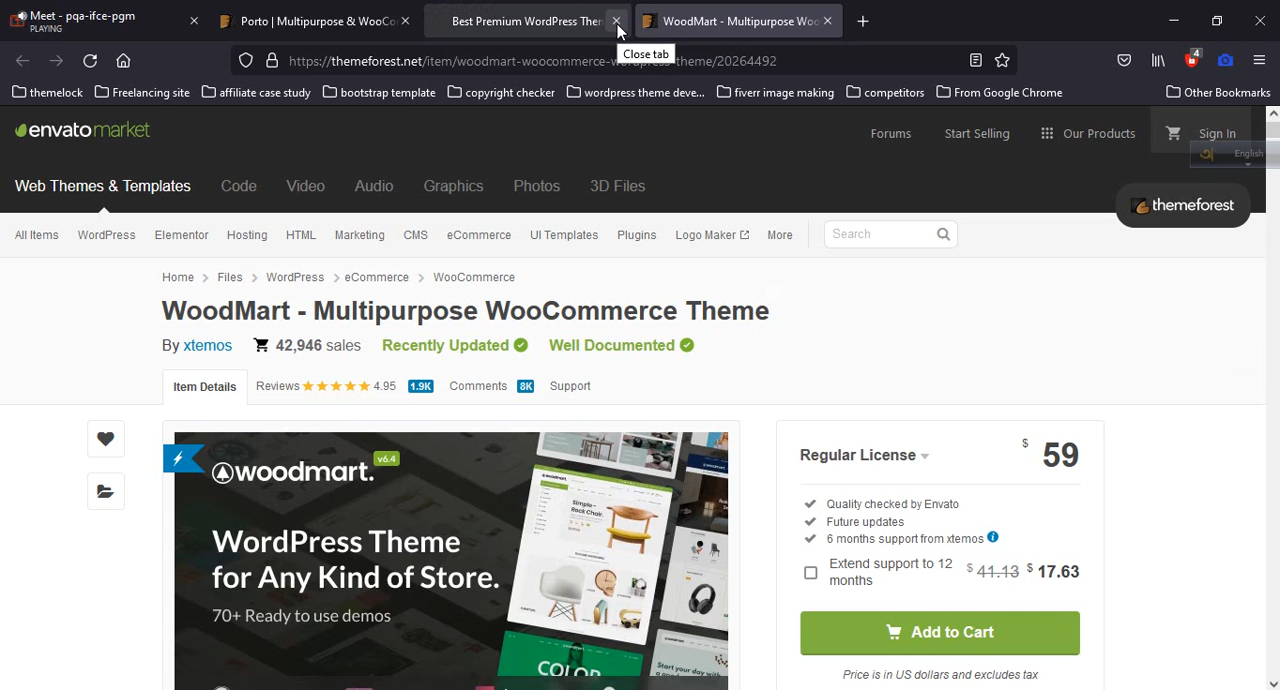 Meet - pqa-ifce-pgm
PLAYING
Porto | Multipurpose & WooCo
Best Premium WordPress Them
WoodMart - Multipurpose Woo
Close tab
https://themeforest.net/item/woodmart-woocommerce-wordpress-theme/20264492
4
themelock
Freelancing site
affiliate case study
bootstrap template
copyright checker
wordpress theme deve...
fiverr image making
competitors
From Google Chrome
Other Bookmarks
envato market
Forums
Start Selling
Our Products
Sign In
English
Web Themes & Templates
Code
Video
Audio
Graphics
Photos
3D Files
themeforest
All Items
WordPress
Elementor
Hosting
HTML
Marketing
CMS
eCommerce
UI Templates
Plugins
Logo Maker
More
Search
Home > Files > WordPress > eCommerce > WooCommerce
WoodMart - Multipurpose WooCommerce Theme
By xtemos 42,946 sales Recently Updated Well Documented
Item Details
Reviews 4.95 1.9K
Comments 8K
Support
woodmart. v6.4
WordPress Theme
for Any Kind of Store.
70+ Ready to use demos
Simple -
Rock Chair
COLOR
Regular License
$ 59
Quality checked by Envato
Future updates
6 months support from xtemos
Extend support to 12 months
$41.13 $17.63
Add to Cart
Price is in US dollars and excludes tax